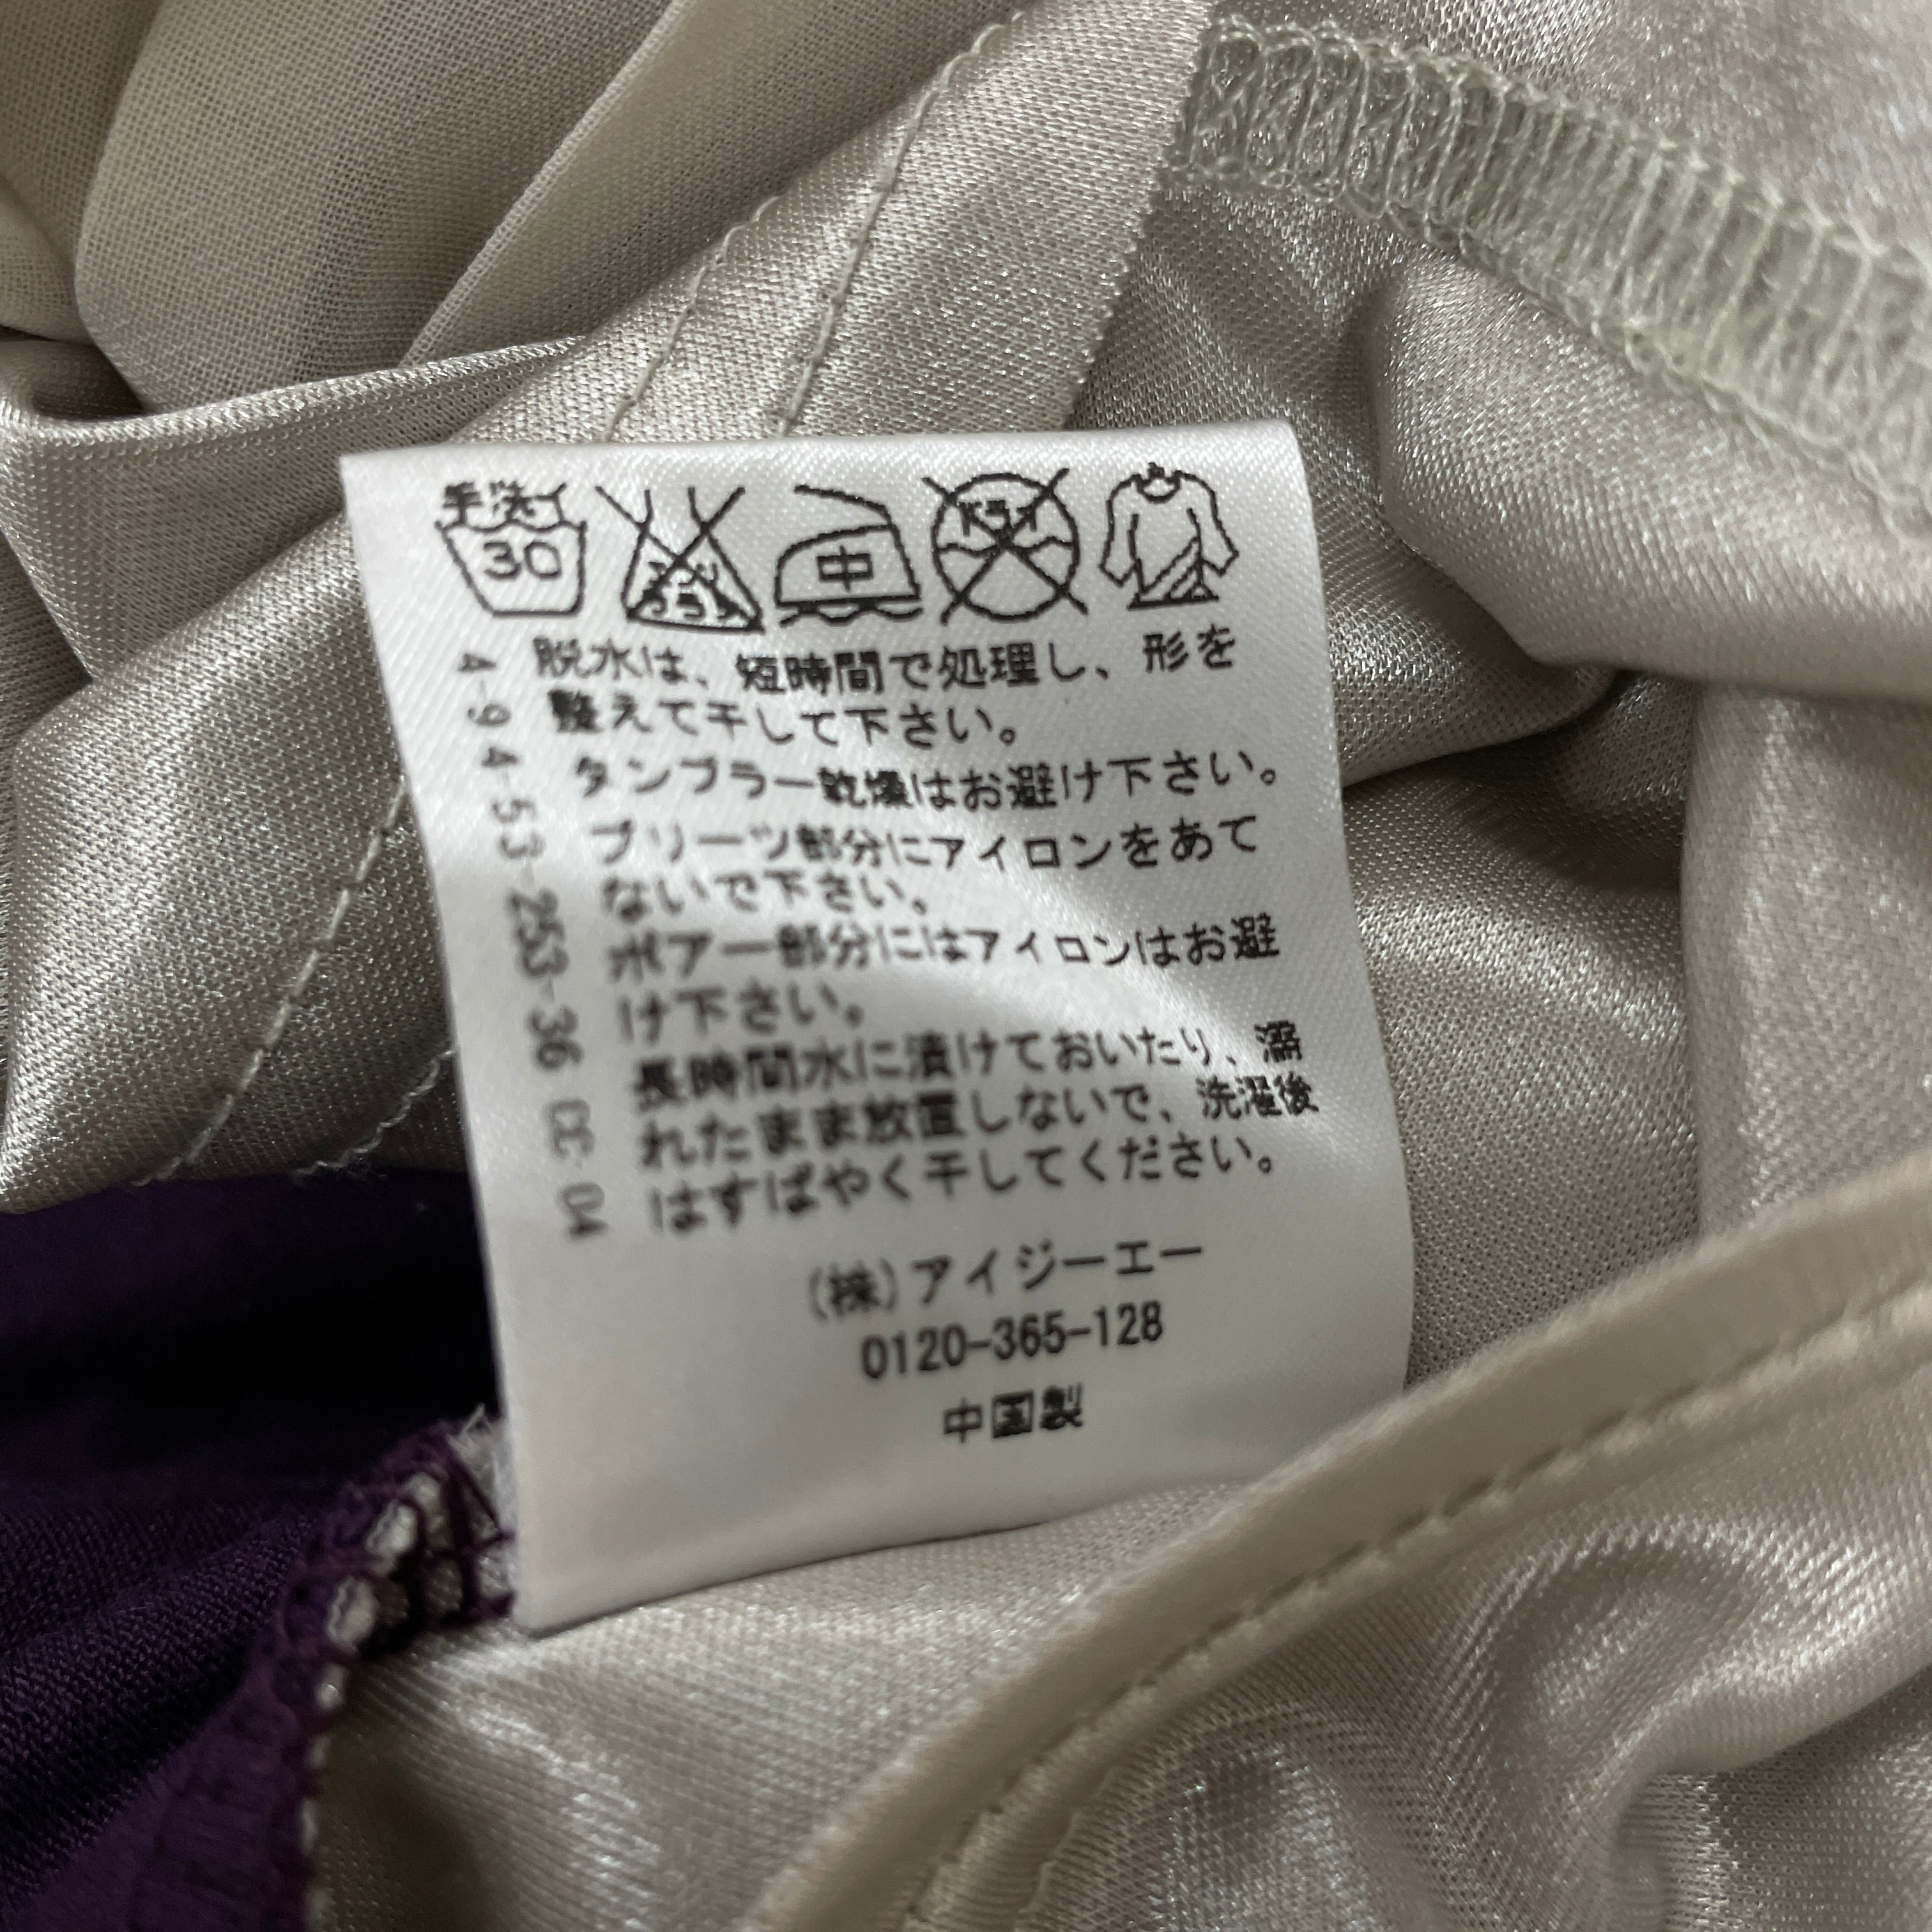 手洗イ
30
中
ドライ
脱水は、短時間で処理し、形を
整えて干して下さい。
タンブラー乾燥はお避け下さい。
プリーツ部分にアイロンをあて
ないで下さい。
ボアー部分にはアイロンはお避
け下さい。
長時間水に漬けておいたり、濡
れたまま放置しないで、洗濯後
はすばやく干してください。
(株)アイジーエー
0120-365-128
中国製
4-94-53-253-36 CC 04